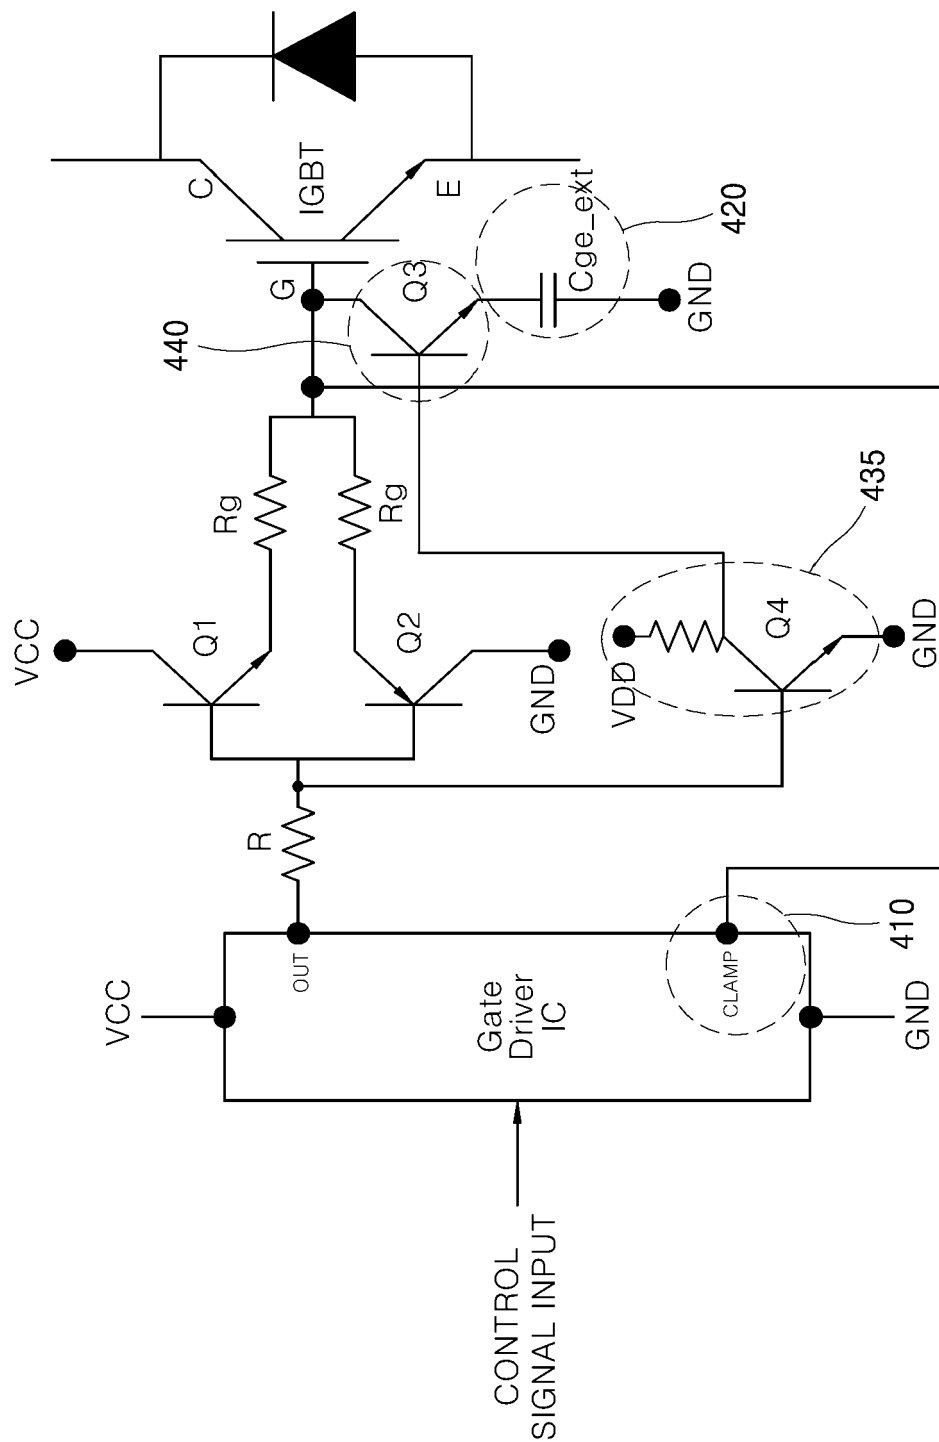 CONTROL
SIGNAL INPUT
VCC
Gate
Driver
IC
OUT
CLAMP
GND
410
R
VCC
Q1
Q2
GND
Rg
Rg
VDD
Q4
GND
435
440
G
Q3
C
IGBT
E
Cge_ext
GND
420